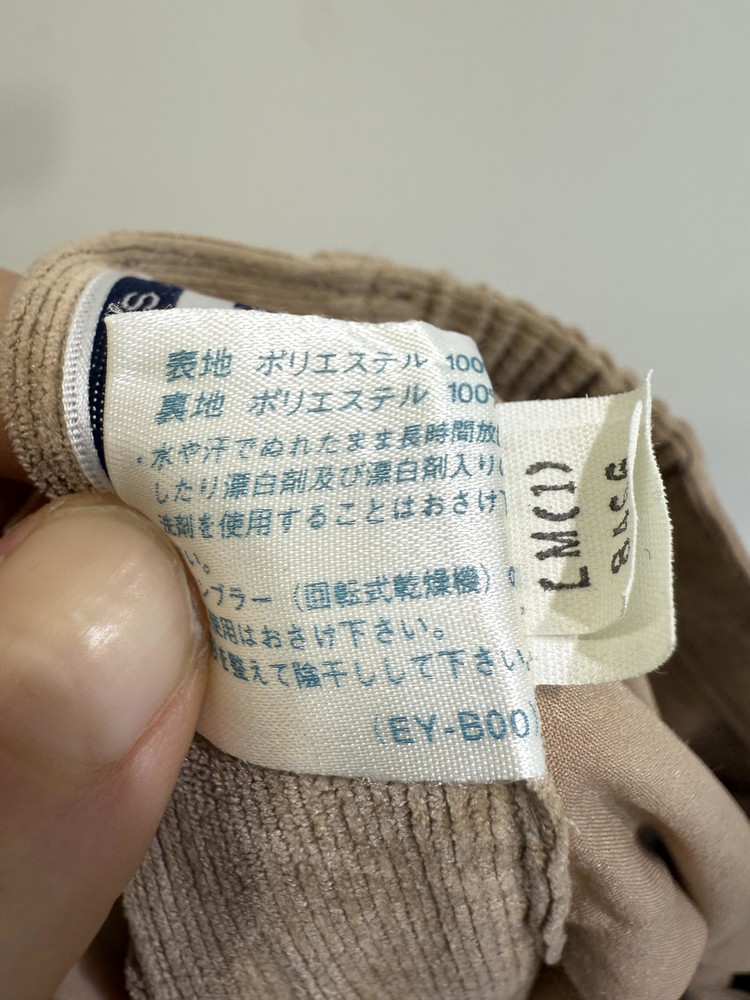 表地 ポリエステル 100
裏地 ポリエステル 100%
・水や汗でぬれたまま長時間放
したり漂白剤及び漂白剤入り
洗剤を使用することはおさけ下
い。
ンブラー（回転式乾燥機）の
使用はおさけ下さい。
を整えて陰干しして下さい。
(EY-B00)
LM(1)
S